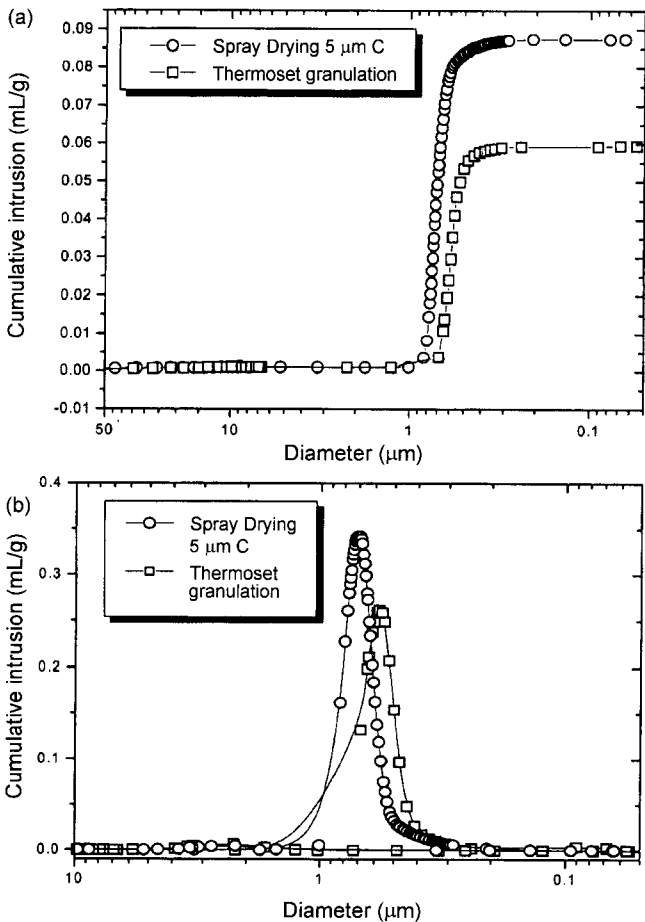 (a)
Cumulative intrusion (mL/g)
0.09
0.08
0.07
0.06
0.05
0.04
0.03
0.02
0.01
0.00
-0.01
Spray Drying 5 μm C
Thermoset granulation
50
10
1
0.1
Diameter (μm)
(b)
Cumulative intrusion (mL/g)
0.4
0.3
0.2
0.1
0.0
Spray Drying
5 μm C
Thermoset
granulation
10
1
0.1
Diameter (μm)